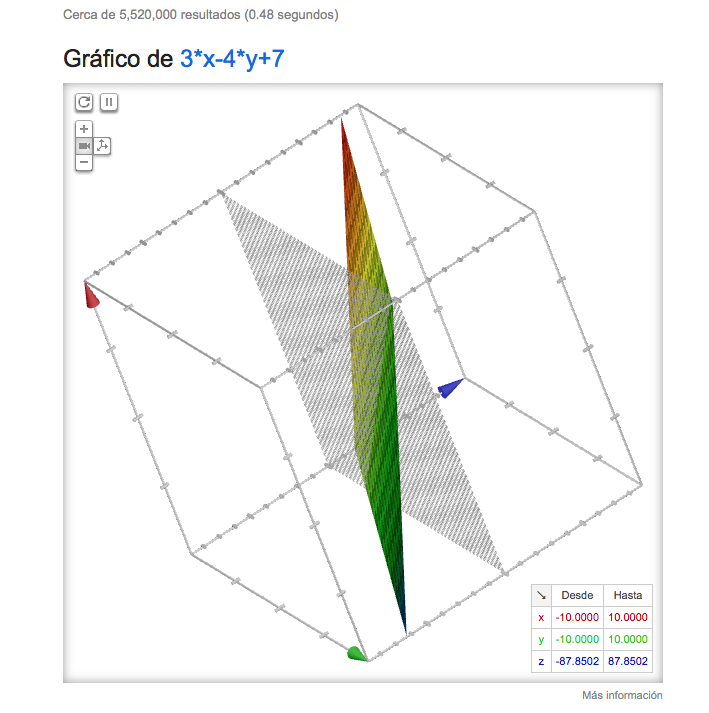 Cerca de 5,520,000 resultados (0.48 segundos)
Gráfico de 3*x-4*y+7
Desde Hasta
x -10.0000 10.0000
y -10.0000 10.0000
z -87.8502 87.8502
Más información